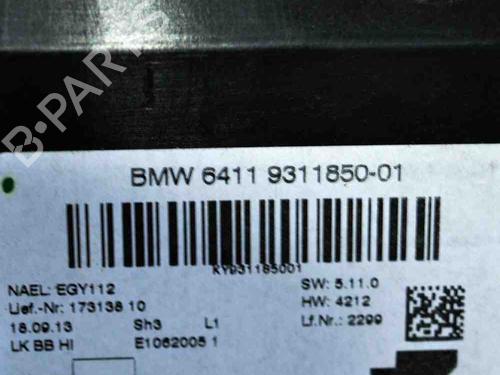 BMW 6411 9311850-01
RY931185001
NAEL: EGY112
SW: 5.11.0
Lief.-Nr: 173138 10
HW: 4212
18.09.13 Sh3 L1
Lf.Nr.: 2299
LK BB HI E1062005 1
B-PARTS